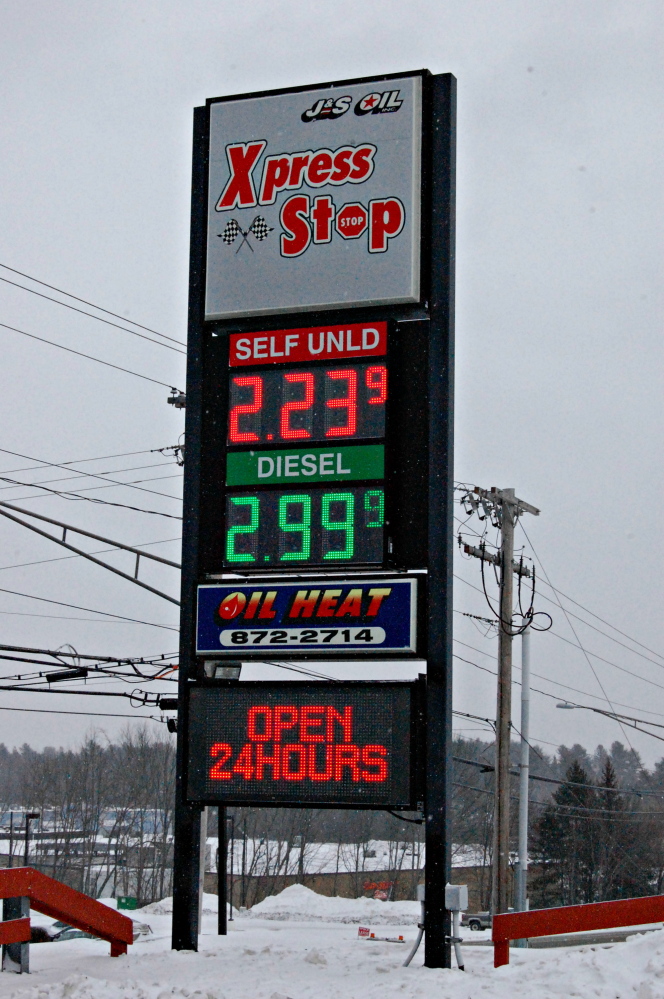 J&S OIL
INC
Xpress
Stop
STOP
SELF UNLD
2.23 9
DIESEL
2.99 9
OIL HEAT
872-2714
OPEN
24HOURS